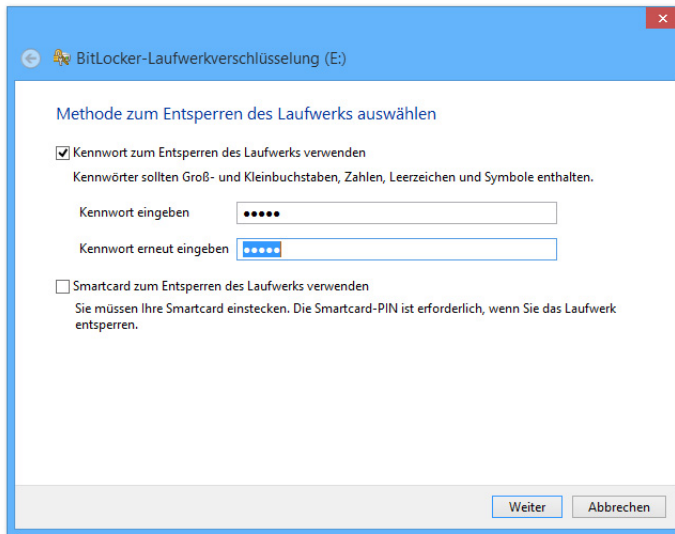 BitLocker-Laufwerkverschlüsselung (E:)
Methode zum Entsperren des Laufwerks auswählen
Kennwort zum Entsperren des Laufwerks verwenden
Kennwörter sollten Groß- und Kleinbuchstaben, Zahlen, Leerzeichen und Symbole enthalten.
Kennwort eingeben ●●●●●
Kennwort erneut eingeben ●●●●●
Smartcard zum Entsperren des Laufwerks verwenden
Sie müssen Ihre Smartcard einstecken. Die Smartcard-PIN ist erforderlich, wenn Sie das Laufwerk
entsperren.
Weiter Abbrechen